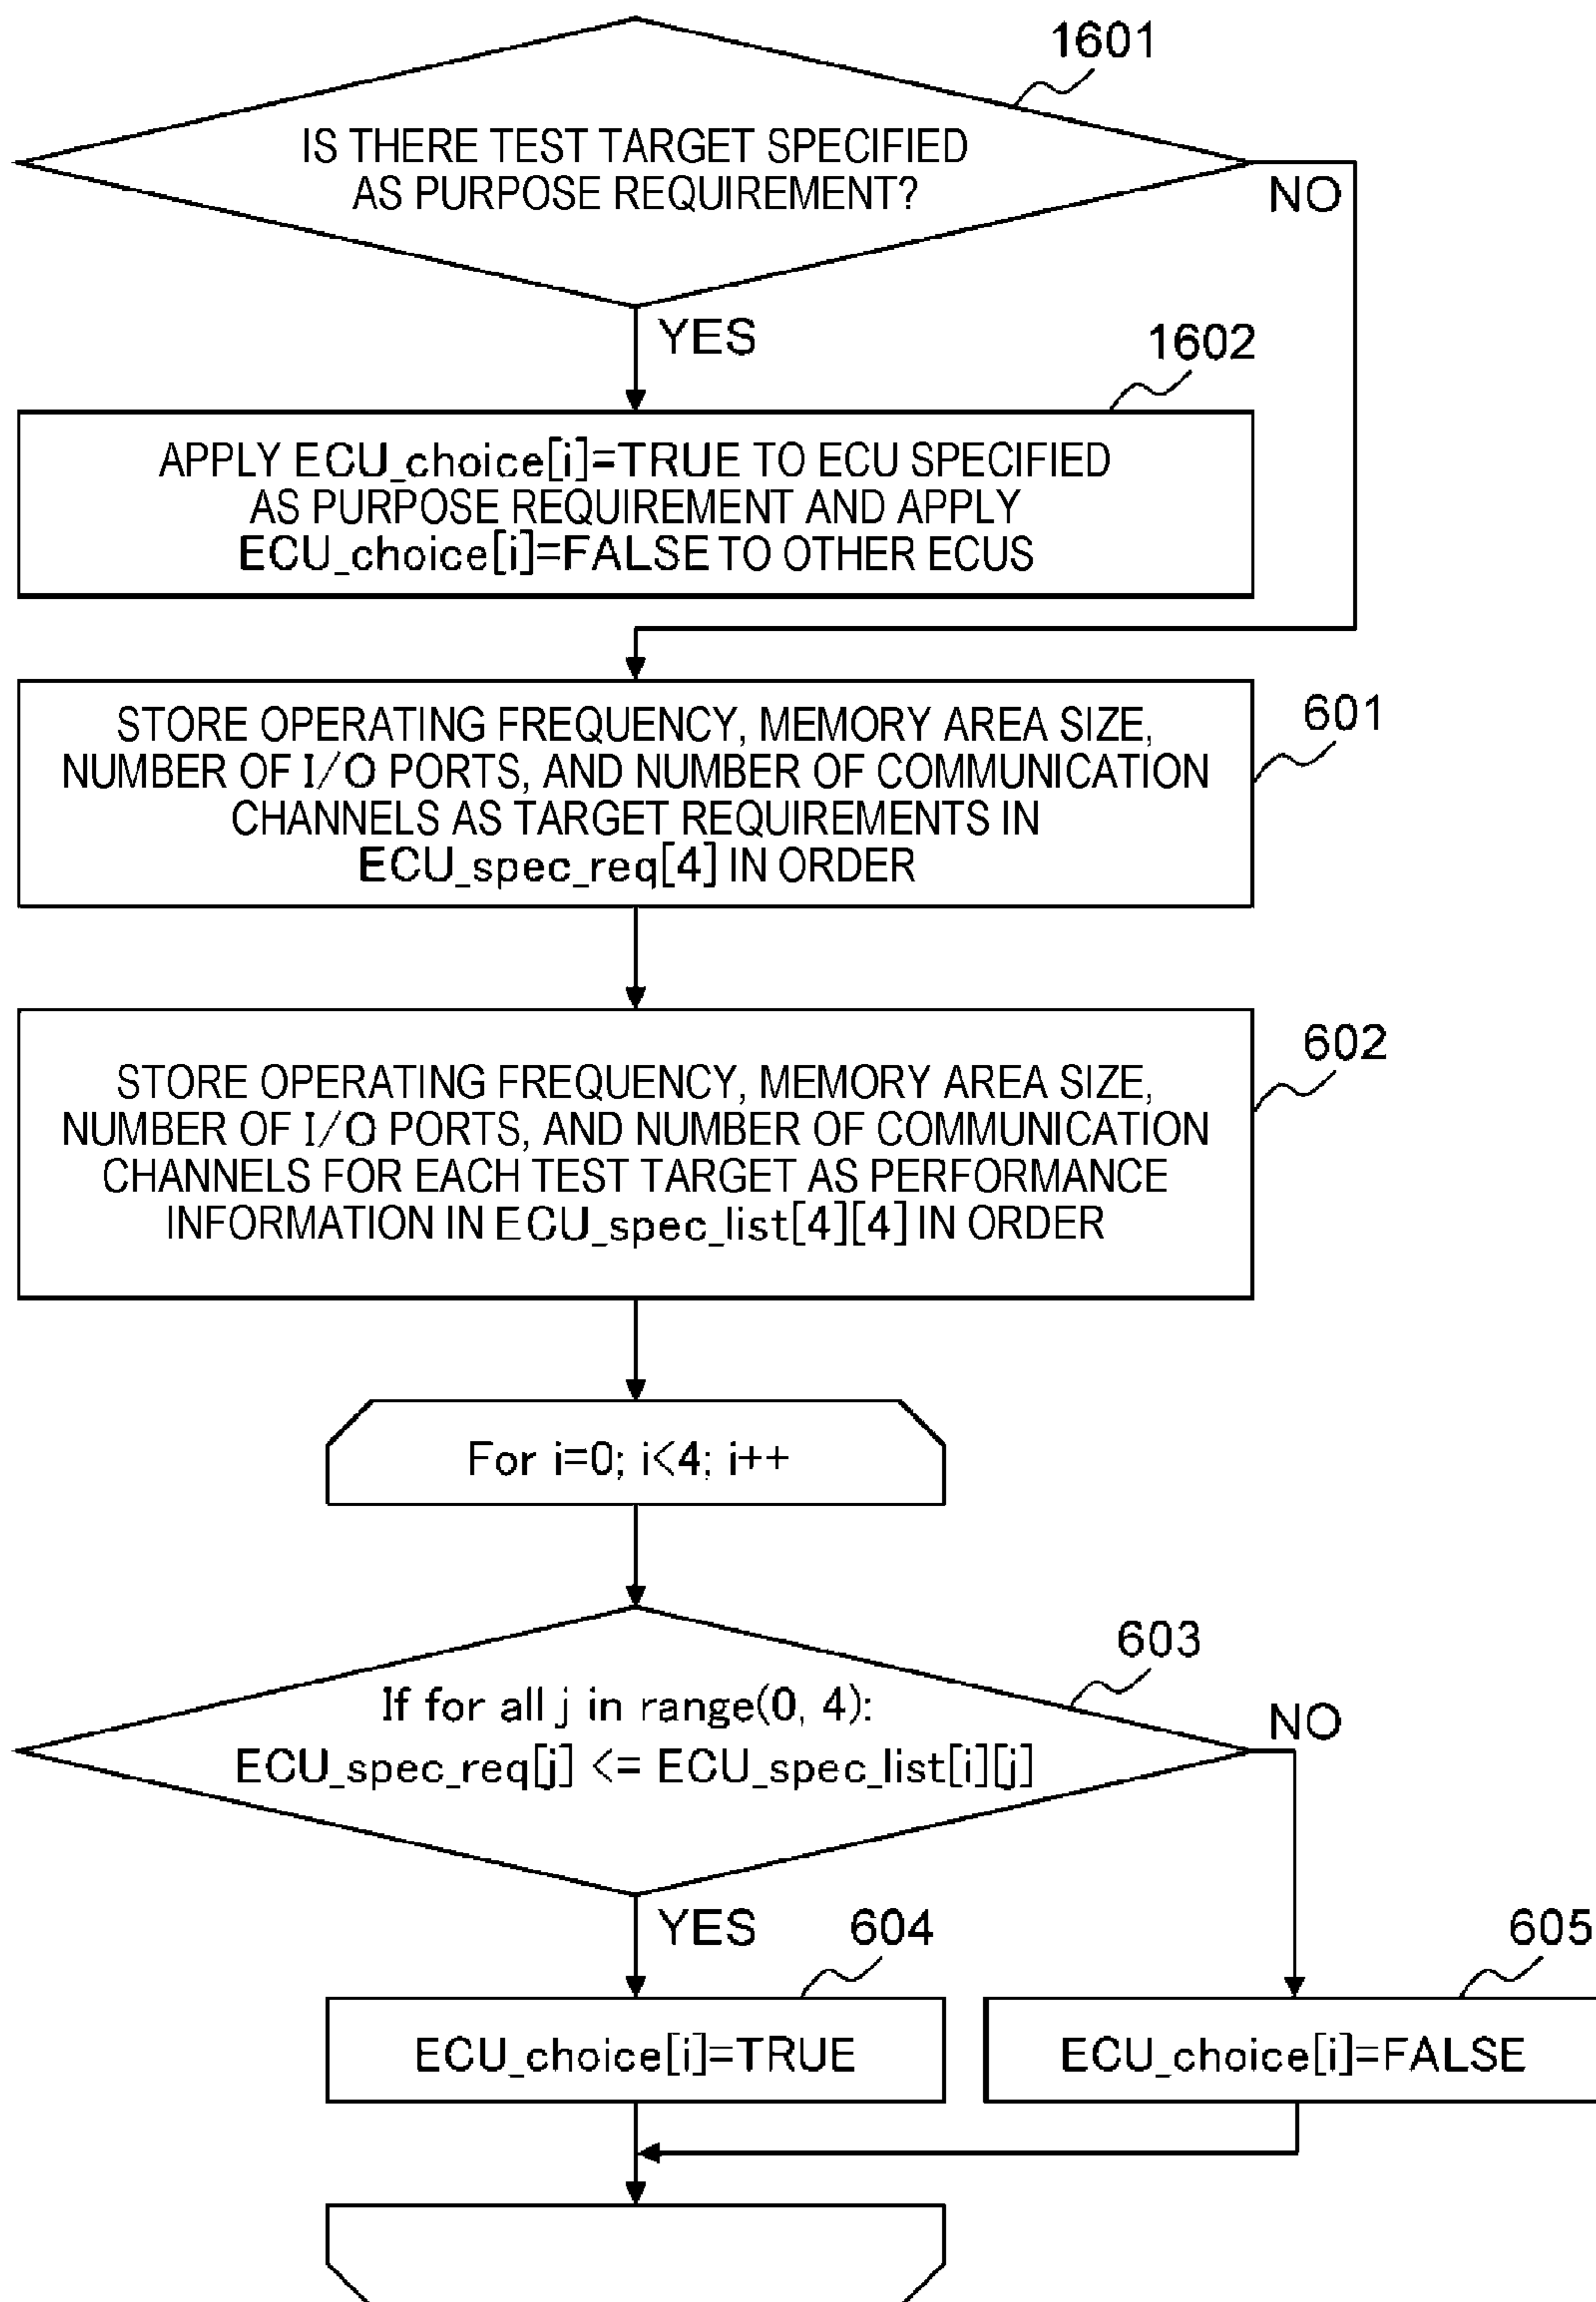 1601
IS THERE TEST TARGET SPECIFIED
AS PURPOSE REQUIREMENT?
NO
YES
1602
APPLY ECU_choice[i]=TRUE TO ECU SPECIFIED
AS PURPOSE REQUIREMENT AND APPLY
ECU_choice[i]=FALSE TO OTHER ECUS
601
STORE OPERATING FREQUENCY, MEMORY AREA SIZE,
NUMBER OF I/O PORTS, AND NUMBER OF COMMUNICATION
CHANNELS AS TARGET REQUIREMENTS IN
ECU_spec_req[4] IN ORDER
602
STORE OPERATING FREQUENCY, MEMORY AREA SIZE,
NUMBER OF I/O PORTS, AND NUMBER OF COMMUNICATION
CHANNELS FOR EACH TEST TARGET AS PERFORMANCE
INFORMATION IN ECU_spec_list[4][4] IN ORDER
For i=0; i<4; i++
603
If for all j in range(0, 4):
ECU_spec_req[j] <= ECU_spec_list[i][j]
NO
YES
604
605
ECU_choice[i]=TRUE
ECU_choice[i]=FALSE